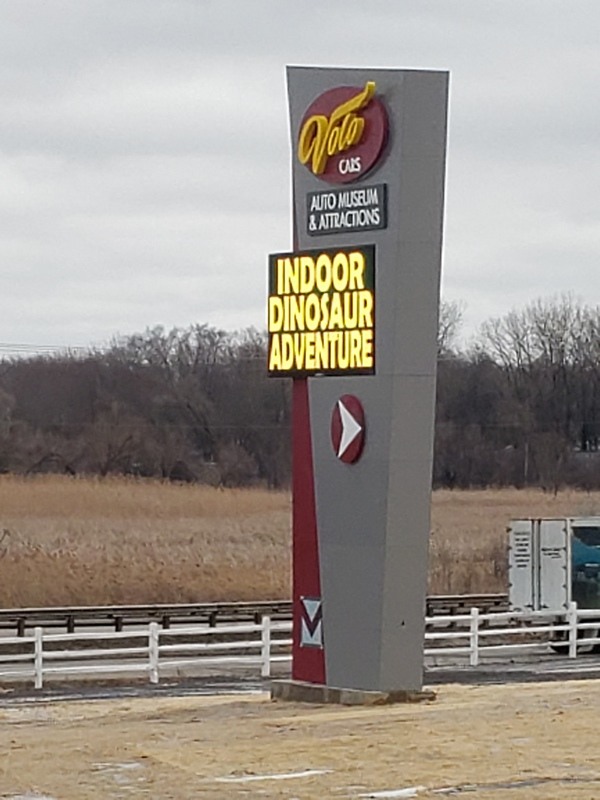 Volo
CARS
AUTO MUSEUM
& ATTRACTIONS
INDOOR
DINOSAUR
ADVENTURE